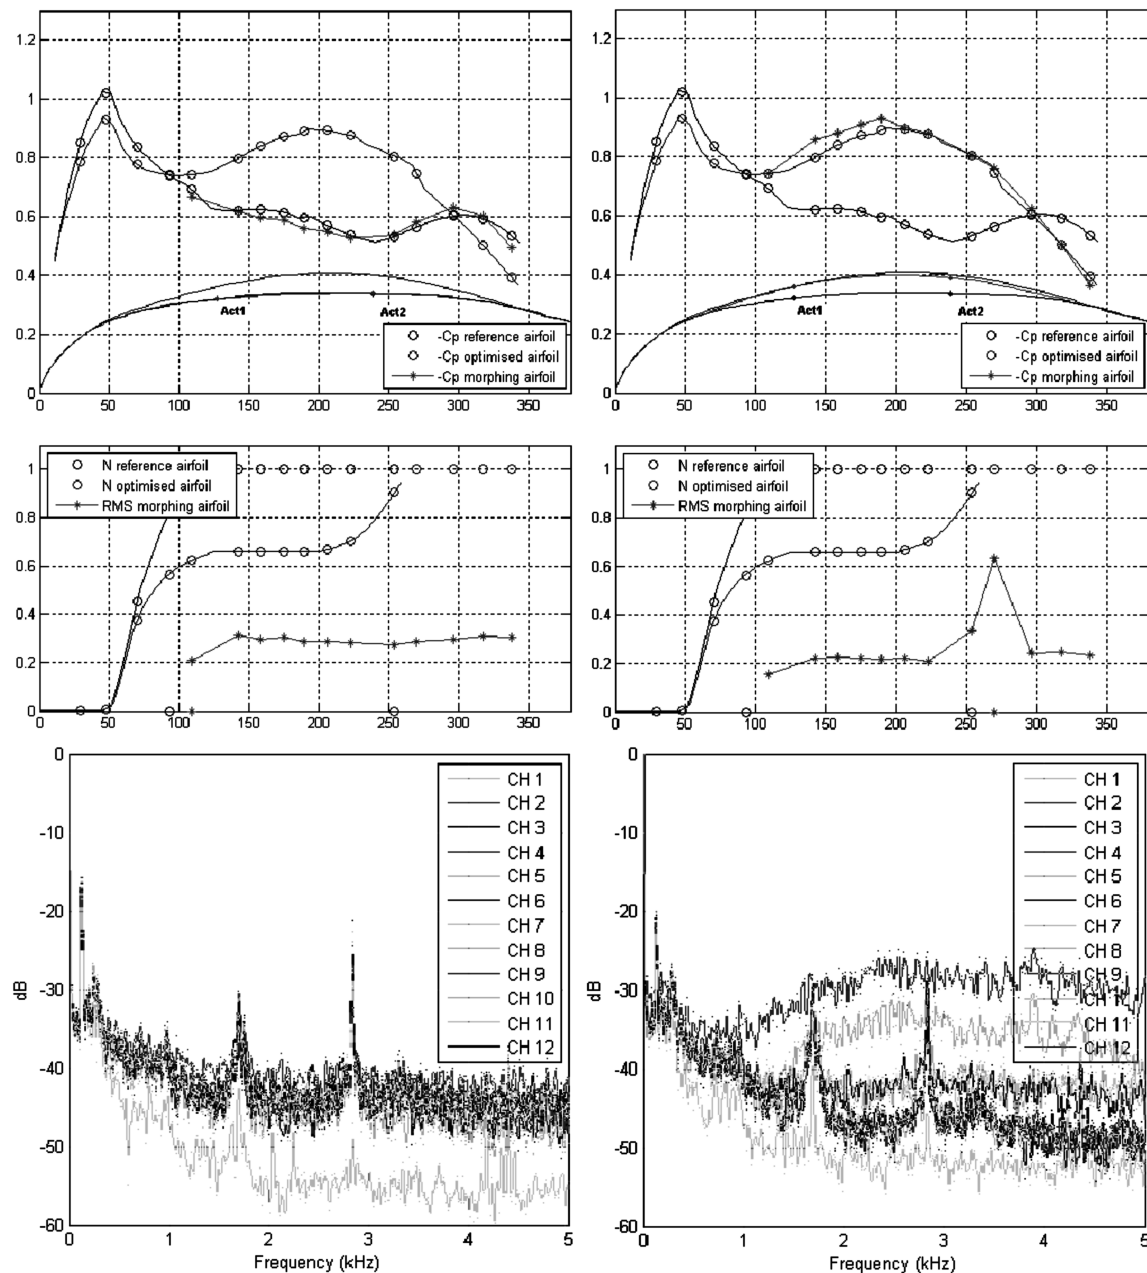 1.2
1
0.8
0.6
0.4
0.2
0
0 50 100 150 200 250 300 350
Act1
Act2
-Cp reference airfoil
-Cp optimised airfoil
-Cp morphing airfoil
1.2
1
0.8
0.6
0.4
0.2
0
0 50 100 150 200 250 300 350
Act1
Act2
-Cp reference airfoil
-Cp optimised airfoil
-Cp morphing airfoil
1
0.8
0.6
0.4
0.2
0
0 50 100 150 200 250 300 350
N reference airfoil
N optimised airfoil
RMS morphing airfoil
1
0.8
0.6
0.4
0.2
0
0 50 100 150 200 250 300 350
N reference airfoil
N optimised airfoil
RMS morphing airfoil
0
-10
-20
-30
-40
-50
-60
dB
0 1 2 3 4 5
Frequency (kHz)
CH 1
CH 2
CH 3
CH 4
CH 5
CH 6
CH 7
CH 8
CH 9
CH 10
CH 11
CH 12
0
-10
-20
-30
-40
-50
-60
dB
0 1 2 3 4 5
Frequency (kHz)
CH 1
CH 2
CH 3
CH 4
CH 5
CH 6
CH 7
CH 8
CH 9
CH 10
CH 11
CH 12